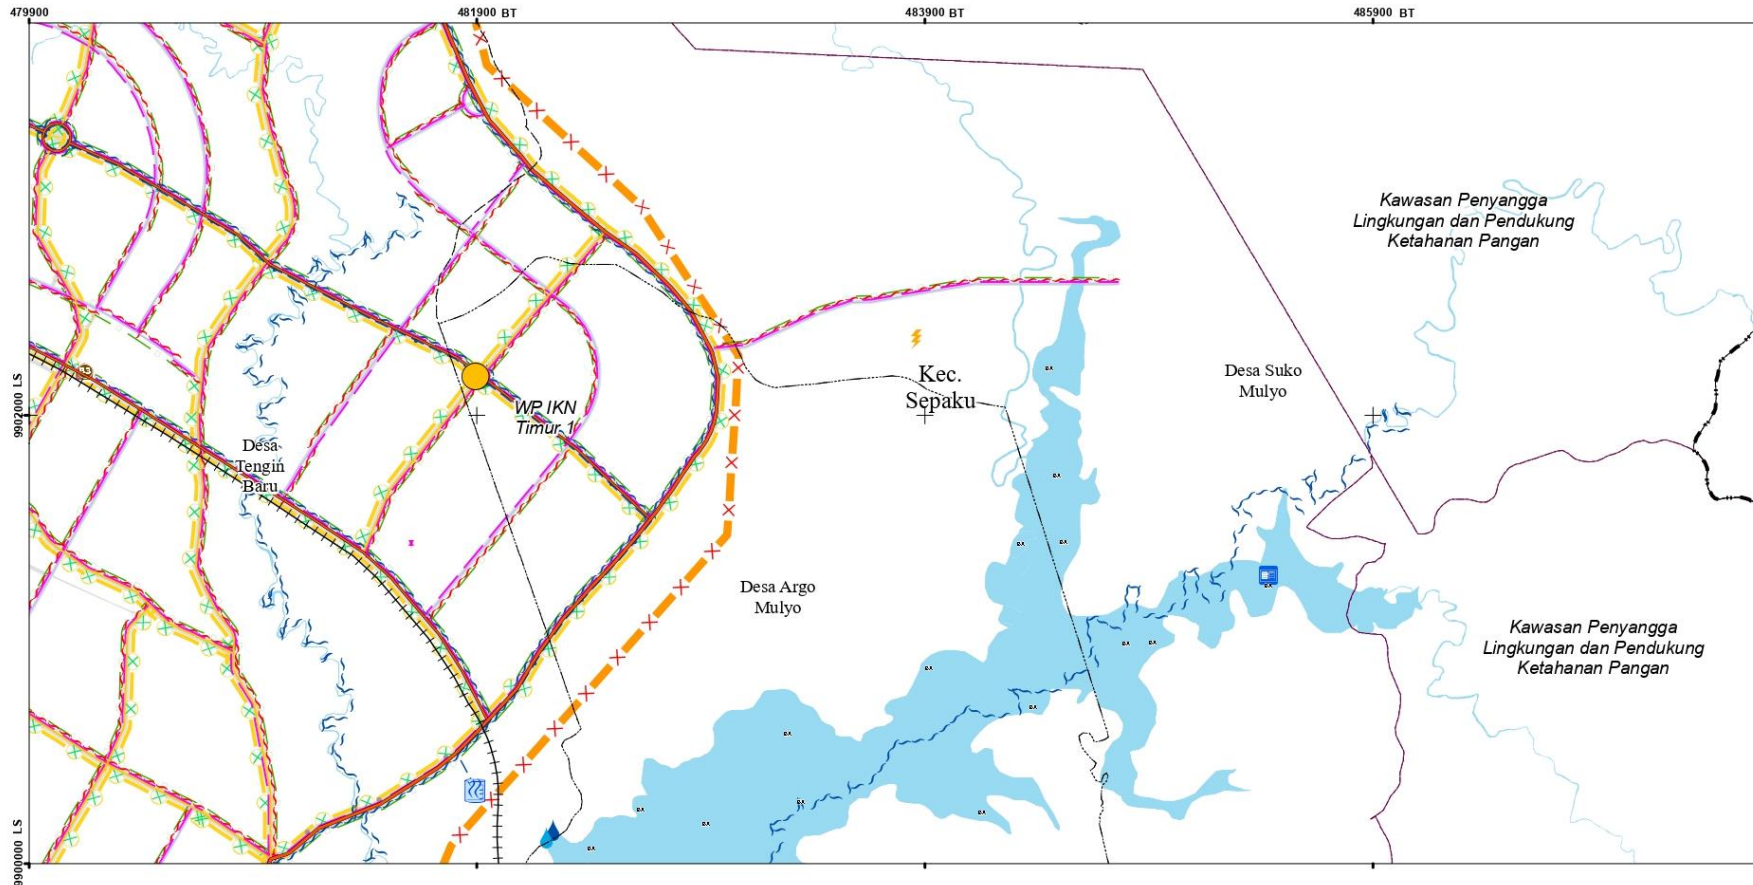 479900
481900 BT
483900 BT
485900 BT
Kawasan Penyangga
Lingkungan dan Pendukung
Ketahanan Pangan
Kec.
Sepaku
Desa Suko
Mulyo
WP IKN
Timur 1
9902000 LS
Desa
Tengin
Baru
Desa Argo
Mulyo
Kawasan Penyangga
Lingkungan dan Pendukung
Ketahanan Pangan
9900000 LS